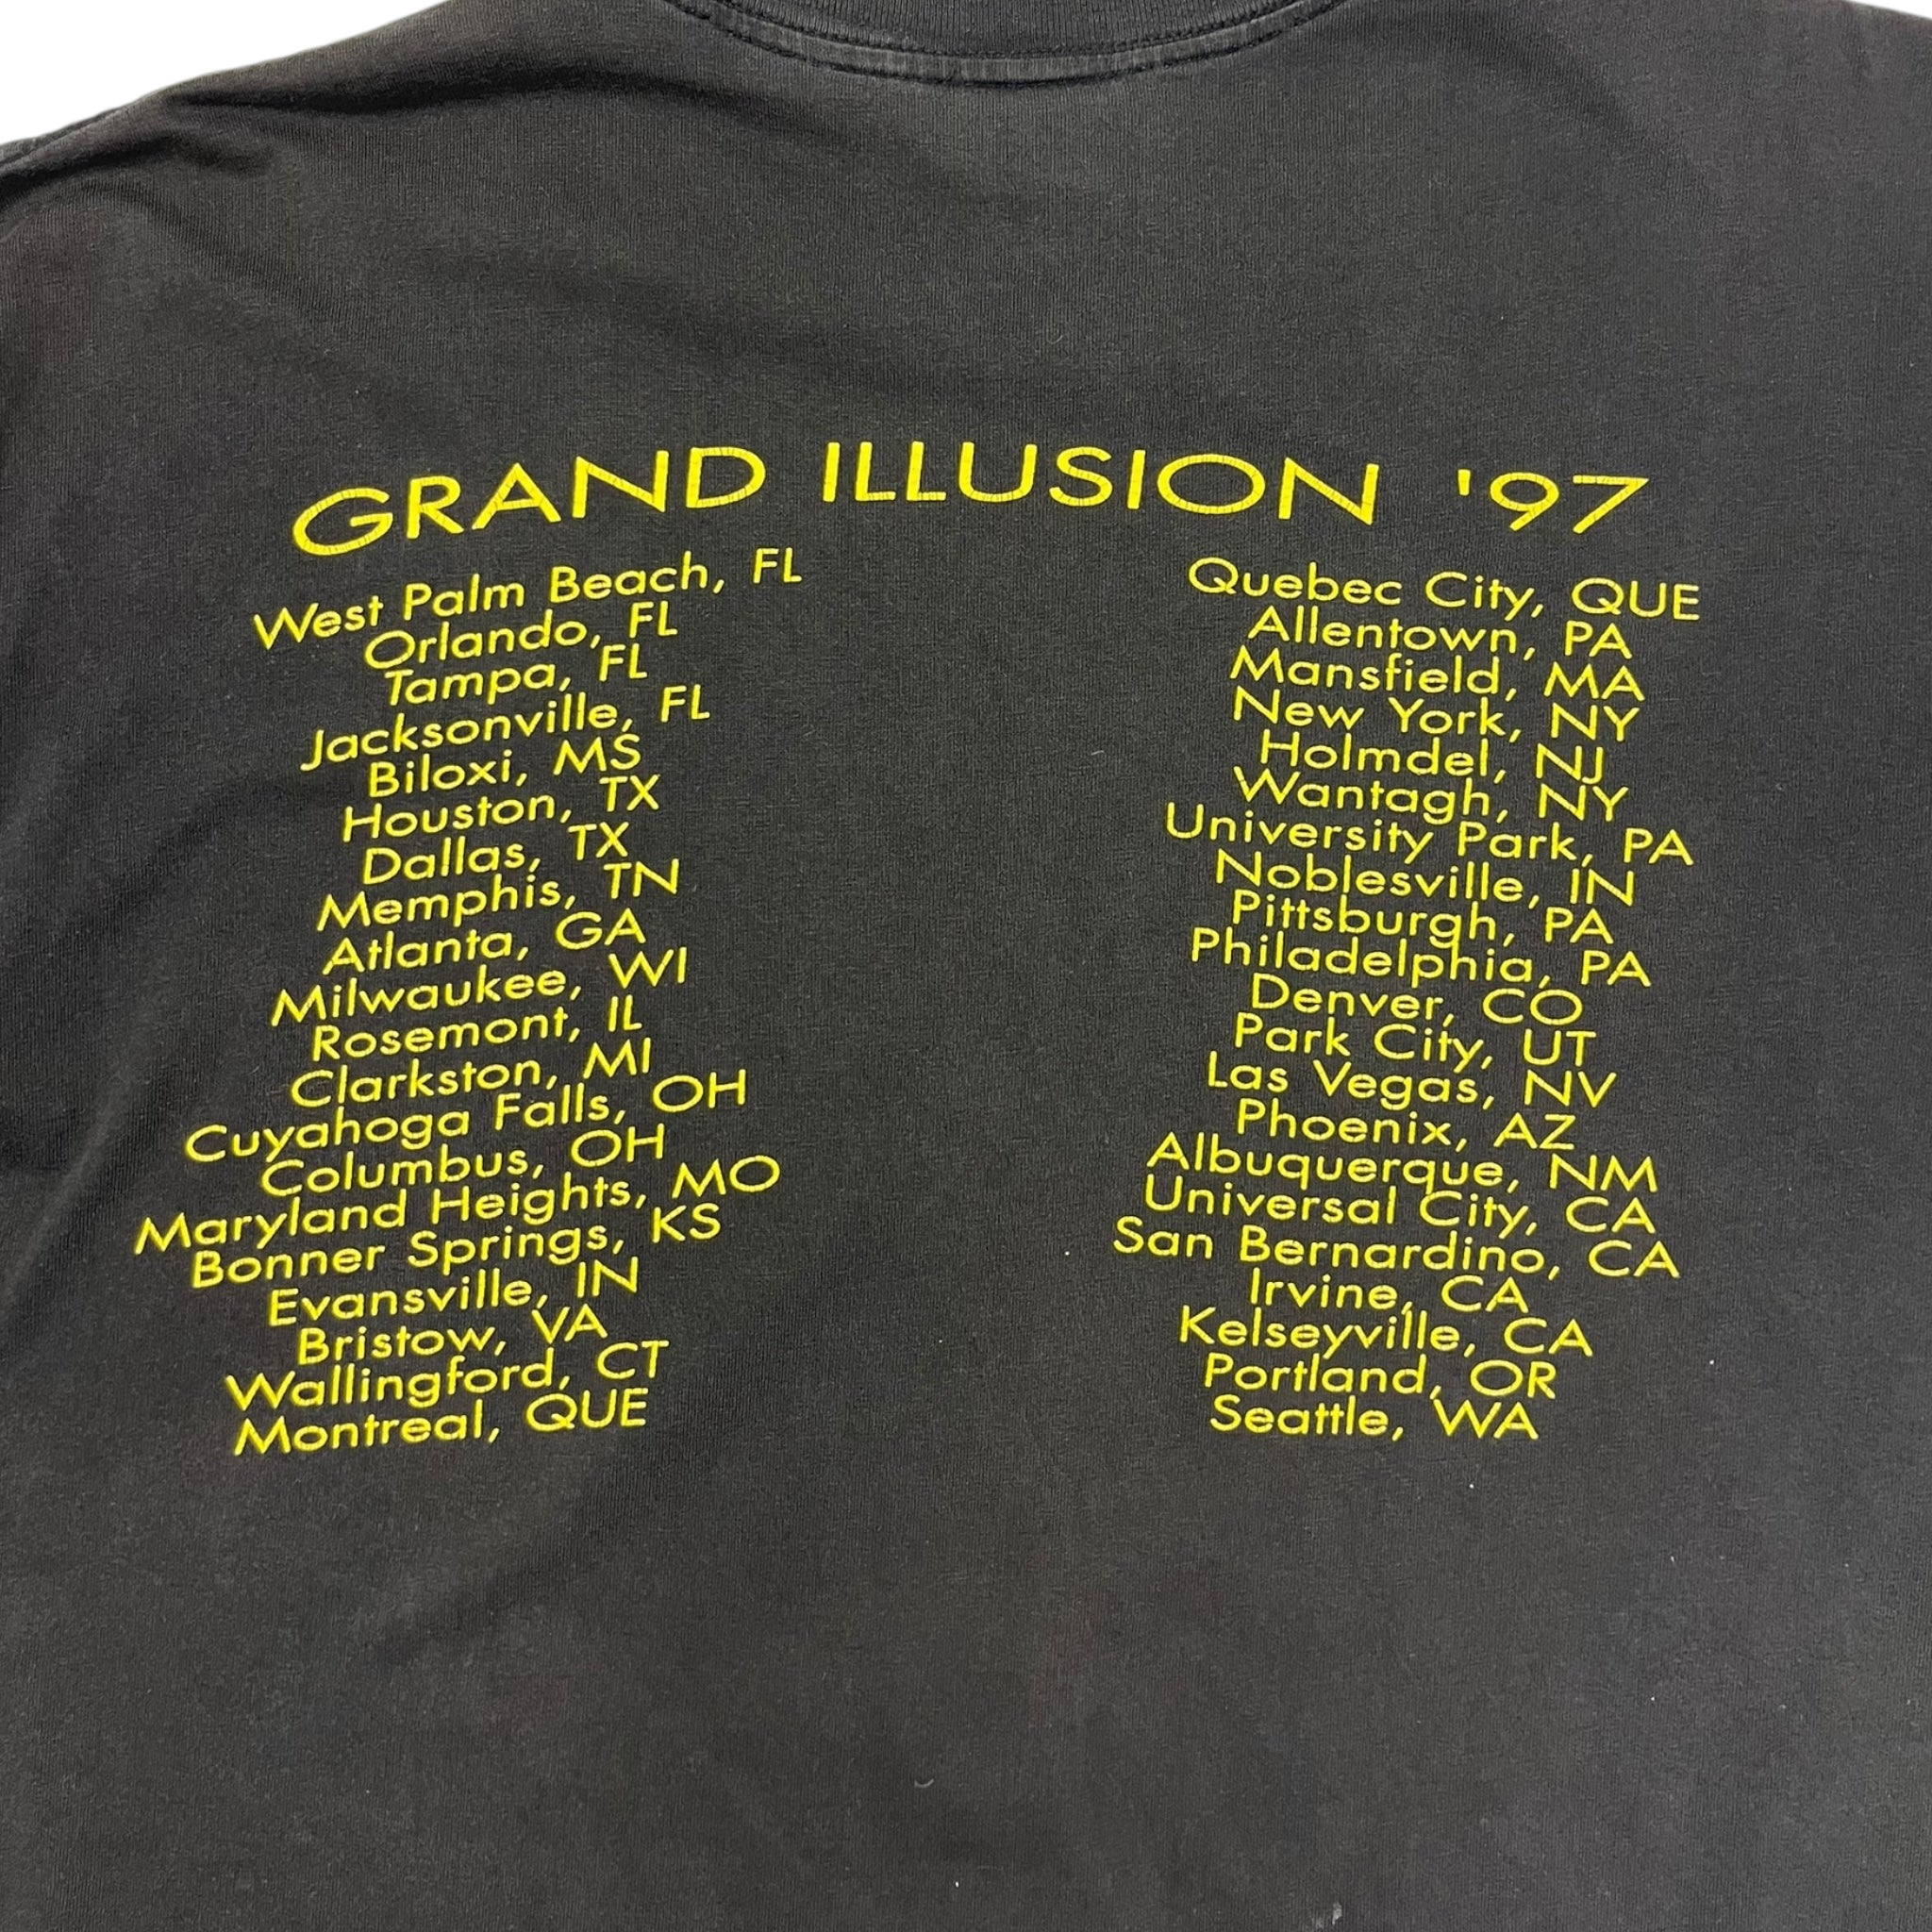 GRAND ILLUSION '97
West Palm Beach, FL
Orlando, FL
Tampa, FL
Jacksonville, FL
Biloxi, MS
Houston, TX
Dallas, TX
Memphis, TN
Atlanta, GA
Milwaukee, WI
Rosemont, IL
Clarkston, MI
Cuyahoga Falls, OH
Columbus, OH
Maryland Heights, MO
Bonner Springs, KS
Evansville, IN
Bristow, VA
Wallingford, CT
Montreal, QUE
Quebec City, QUE
Allentown, PA
Mansfield, MA
New York, NY
Holmdel, NJ
Wantagh, NY
University Park, PA
Noblesville, IN
Pittsburgh, PA
Philadelphia, PA
Denver, CO
Park City, UT
Las Vegas, NV
Phoenix, AZ
Albuquerque, NM
Universal City, CA
San Bernardino, CA
Irvine, CA
Kelseyville, CA
Portland, OR
Seattle, WA